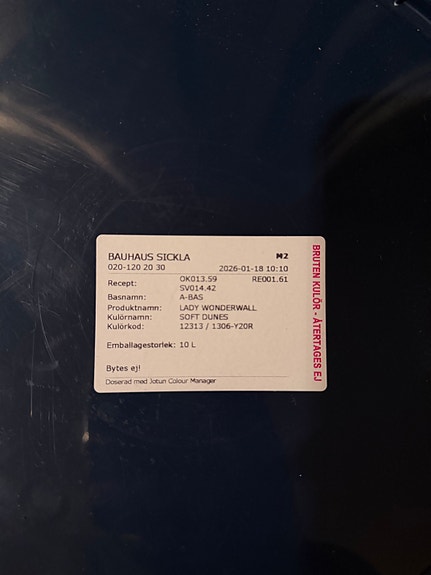 BAUHAUS SICKLA M2
020-120 20 30 2026-01-18 10:10
Recept: OK013.59 RE001.61
SV014.42
Basnamn: A-BAS
Produktnamn: LADY WONDERWALL
Kulörnamn: SOFT DUNES
Kulörkod: 12313 / 1306-Y20R
Emballagestorlek: 10 L
Bytes ej!
Doserad med Jotun Colour Manager
BRUTEN KULÖR - ÅTERTAGES EJ